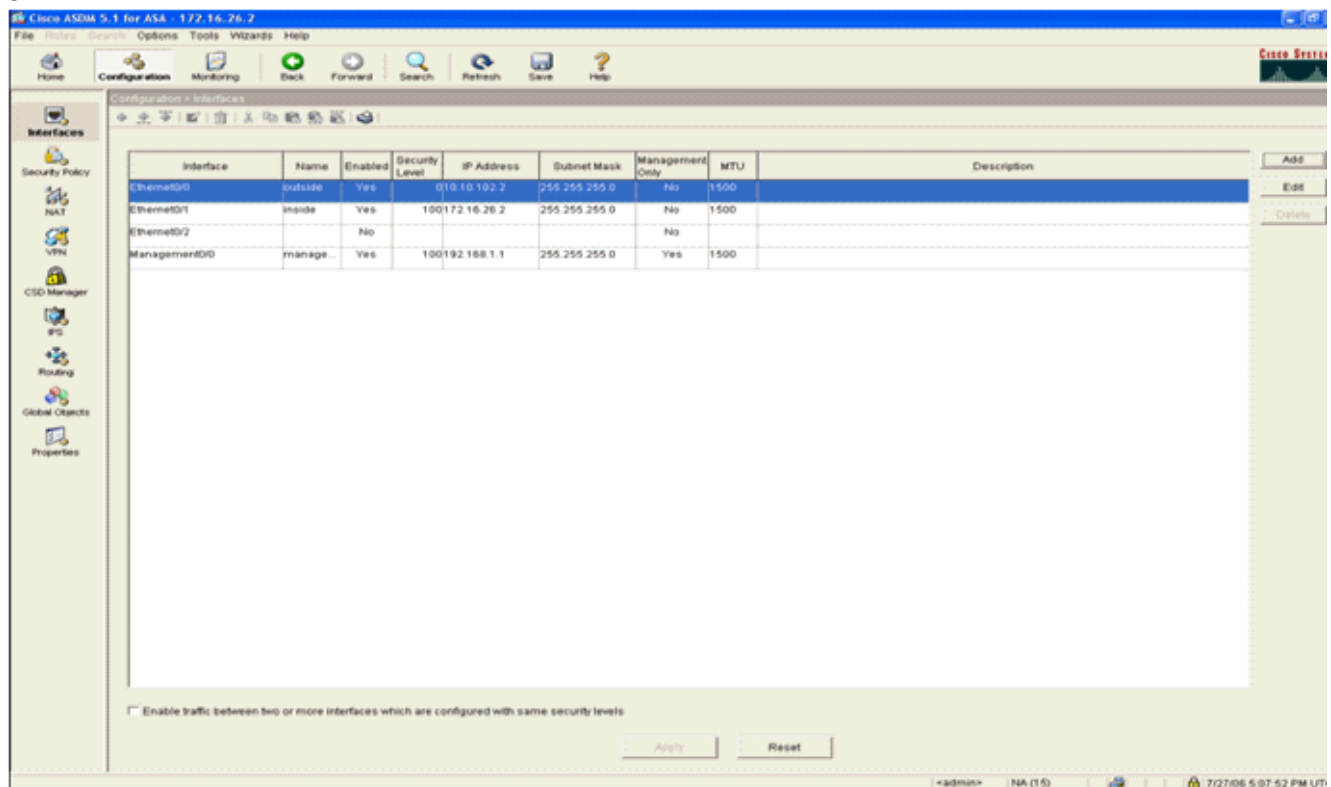 Cisco ASDM 5.1 for ASA - 172.16.26.2
File Rules Search Options Tools Wizards Help
Home Configuration Monitoring Back Forward Search Refresh Save Help
Configuration > Interfaces
Interfaces
Security Policy
NAT
VPN
CSD Manager
IPS
Routing
Global Objects
Properties
Interface Name Enabled Security Level IP Address Subnet Mask Management Only MTU Description
Ethernet0/0 outside Yes 0 10.10.102.2 255.255.255.0 No 1500
Ethernet0/1 inside Yes 100 172.16.26.2 255.255.255.0 No 1500
Ethernet0/2 No No
Management0/0 manage... Yes 100 192.168.1.1 255.255.255.0 Yes 1500
Add
Edit
Delete
Enable traffic between two or more interfaces which are configured with same security levels
Apply Reset
<admin> NA (15) 7/27/06 5:07:52 PM UT